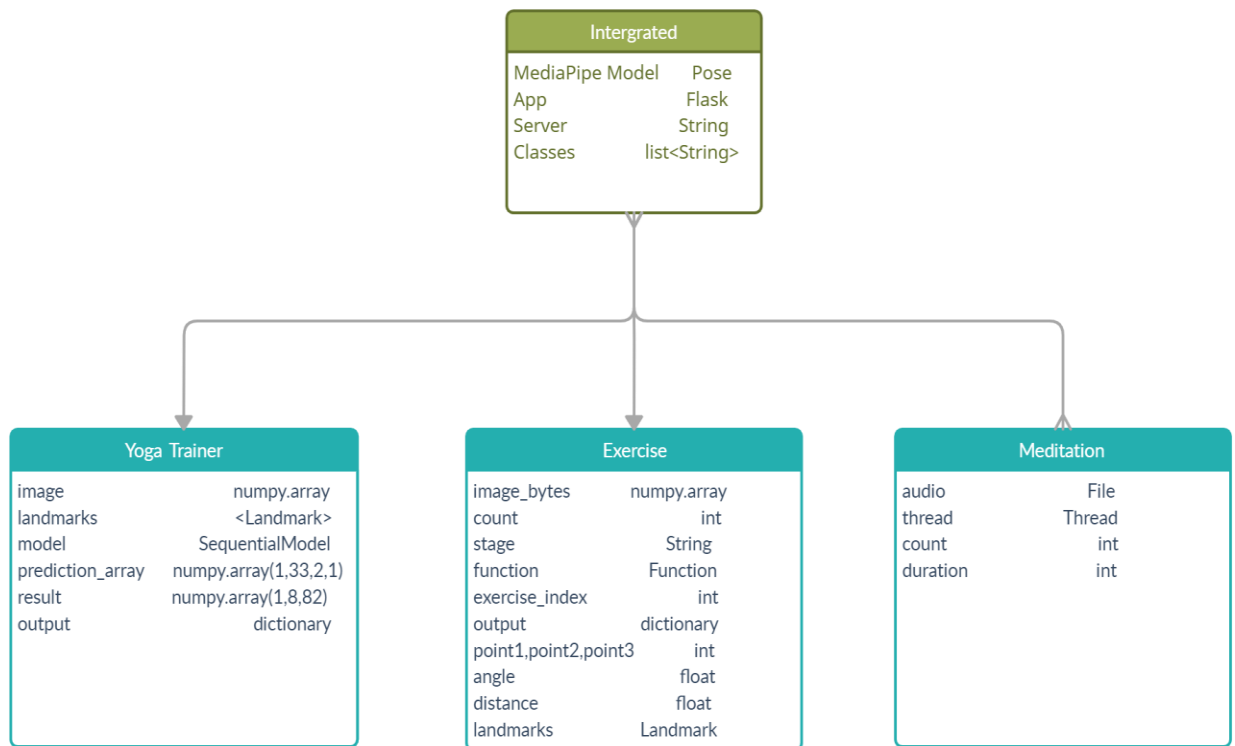 Intergrated
MediaPipe Model Pose
App Flask
Server String
Classes list<String>
Yoga Trainer
image numpy.array
landmarks <Landmark>
model SequentialModel
prediction_array numpy.array(1,33,2,1)
result numpy.array(1,8,82)
output dictionary
Exercise
image_bytes numpy.array
count int
stage String
function Function
exercise_index int
output dictionary
point1,point2,point3 int
angle float
distance float
landmarks Landmark
Meditation
audio File
thread Thread
count int
duration int